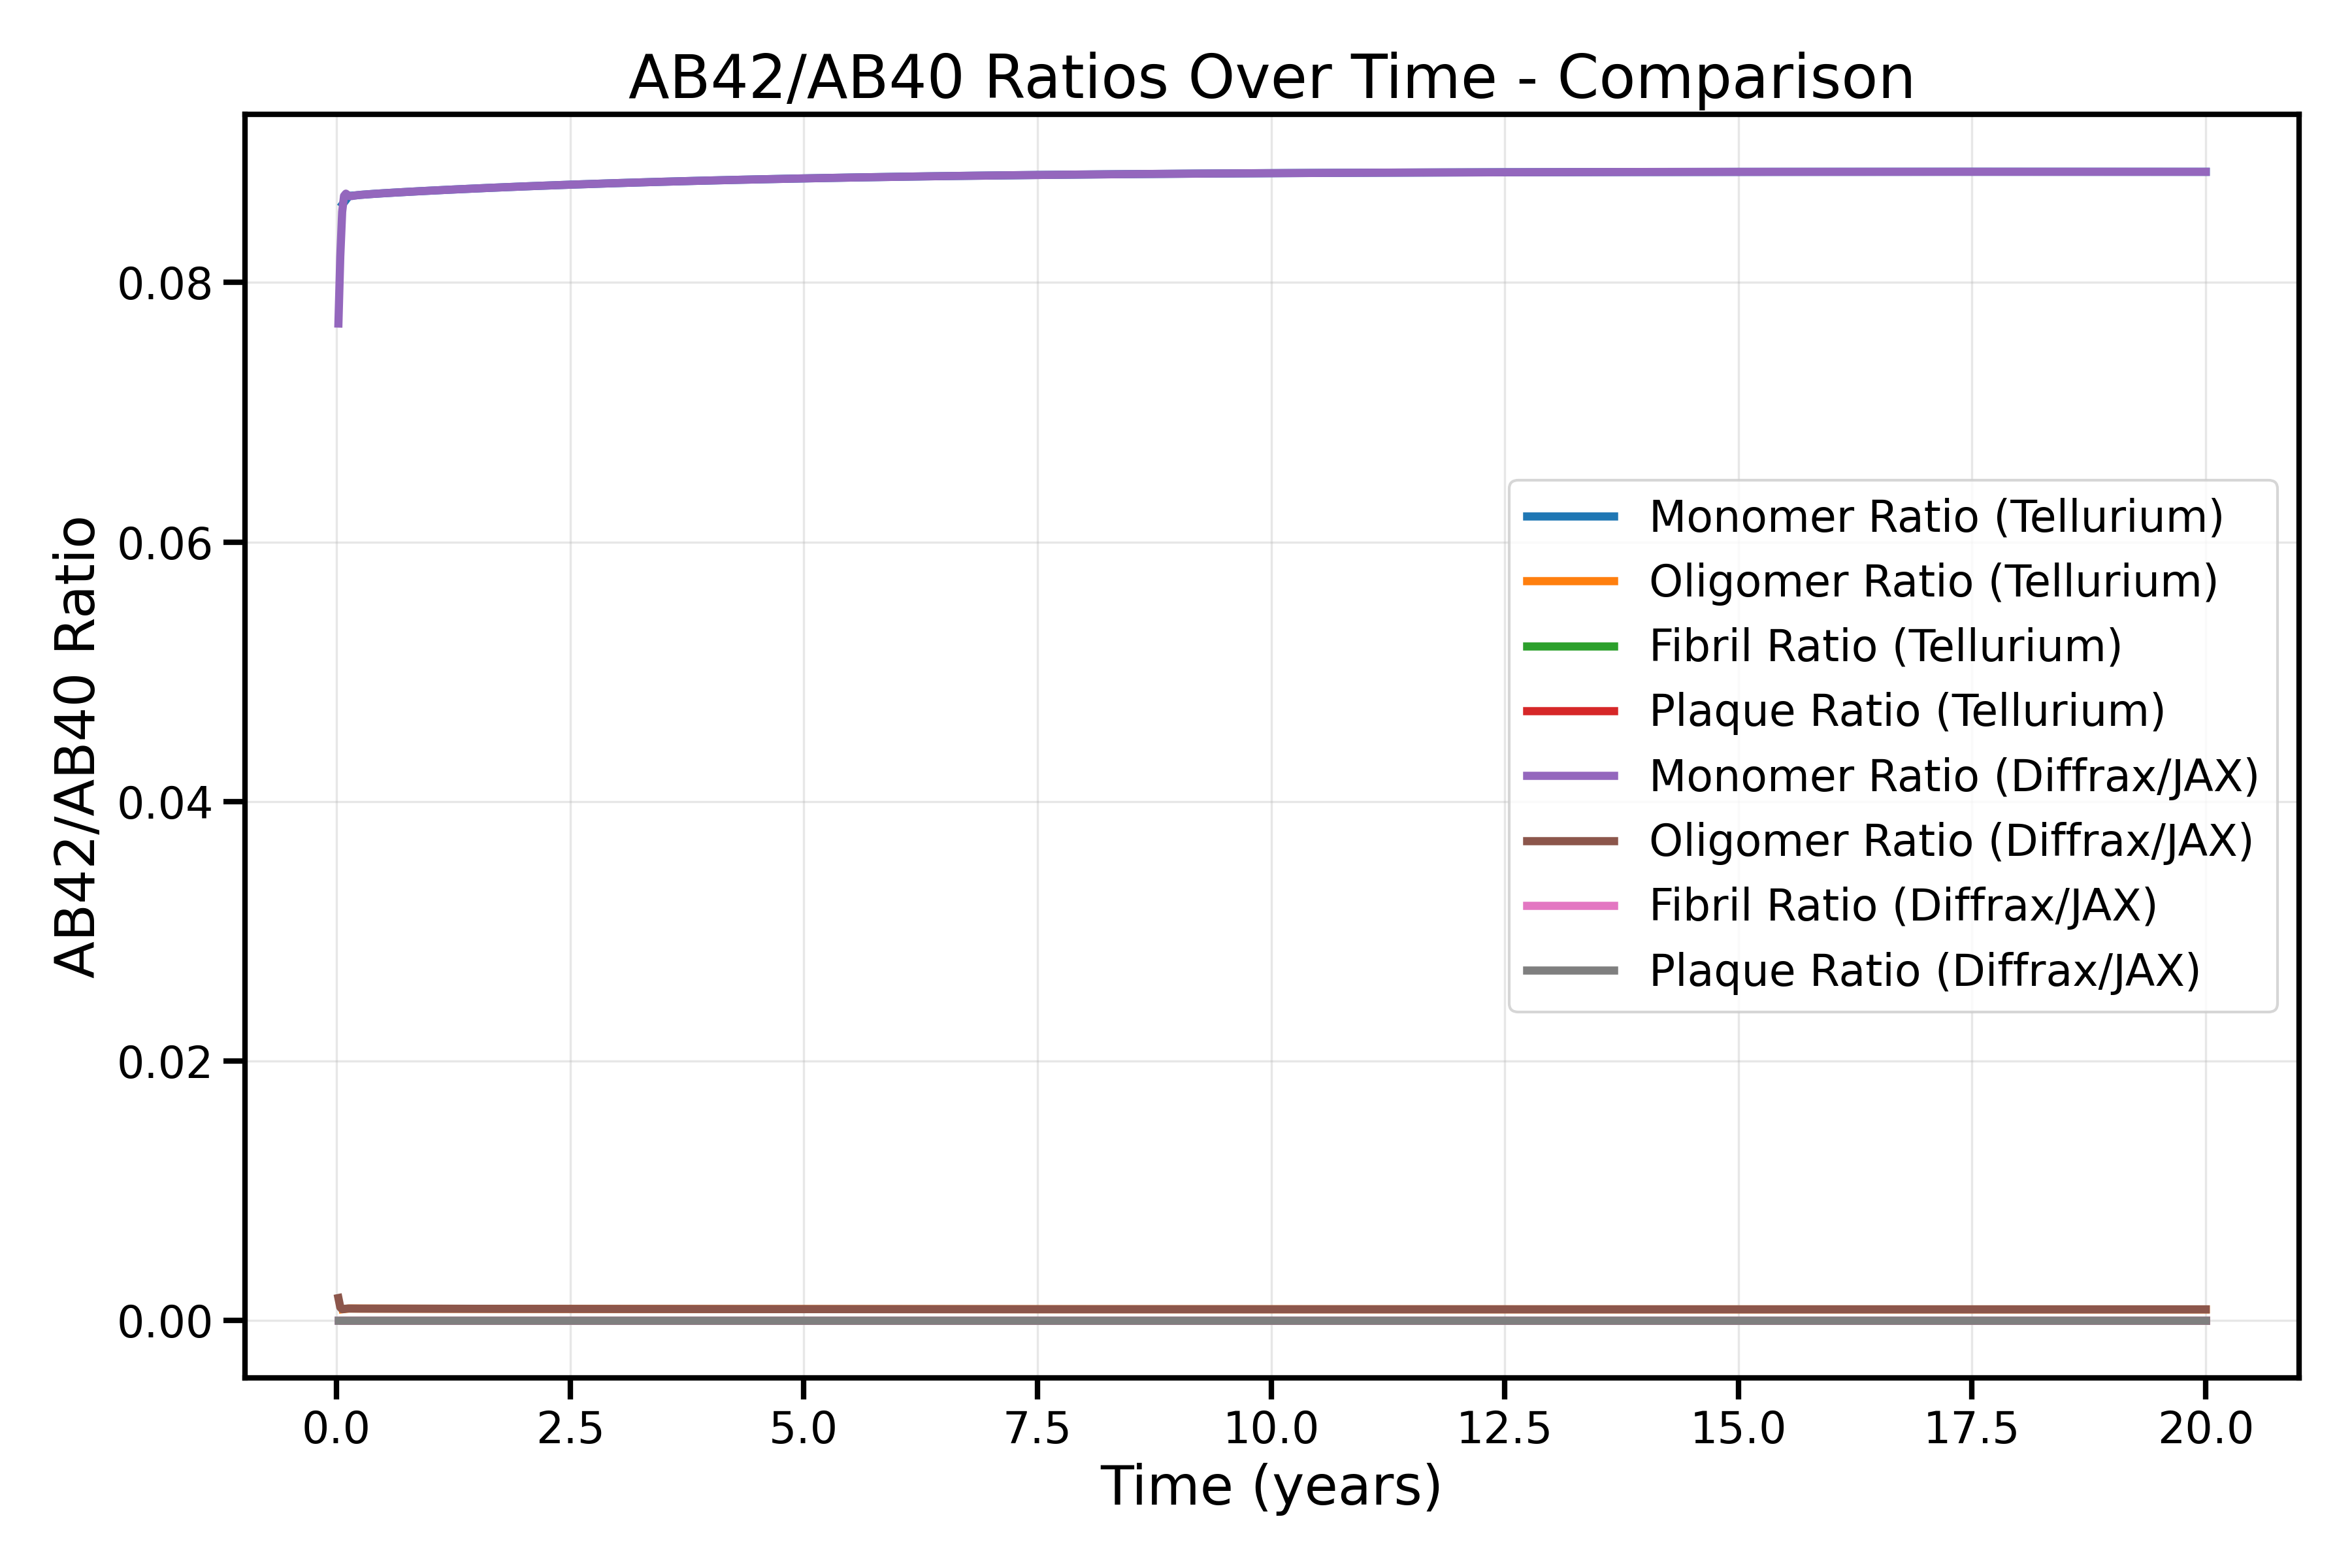 AB42/AB40 Ratios Over Time - Comparison
AB42/AB40 Ratio
0.08
0.06
0.04
0.02
0.00
Monomer Ratio (Tellurium)
Oligomer Ratio (Tellurium)
Fibril Ratio (Tellurium)
Plaque Ratio (Tellurium)
Monomer Ratio (Diffrax/JAX)
Oligomer Ratio (Diffrax/JAX)
Fibril Ratio (Diffrax/JAX)
Plaque Ratio (Diffrax/JAX)
0.0 2.5 5.0 7.5 10.0 12.5 15.0 17.5 20.0
Time (years)